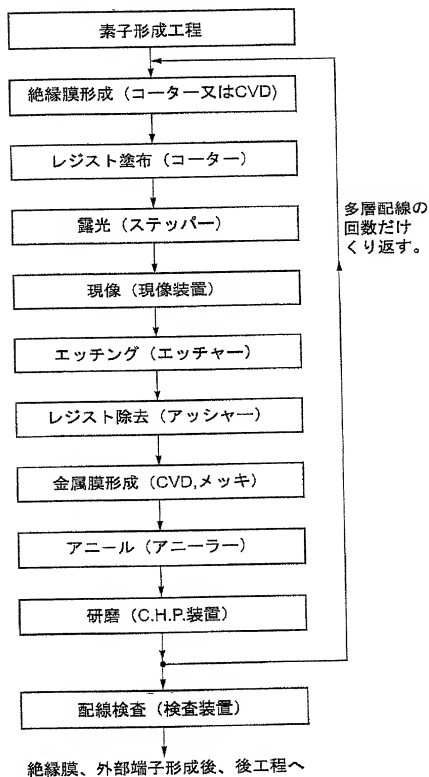 素子形成工程
絶縁膜形成（コーター又はCVD)
レジスト塗布（コーター）
露光（ステッパー）
現像（現像装置）
エッチング（エッチャー）
レジスト除去（アッシャー）
金属膜形成（CVD,メッキ）
アニール（アニーラー）
研磨（C.H.P.装置）
配線検査（検査装置）
絶縁膜、外部端子形成後、後工程へ
多層配線の
回数だけ
くり返す。